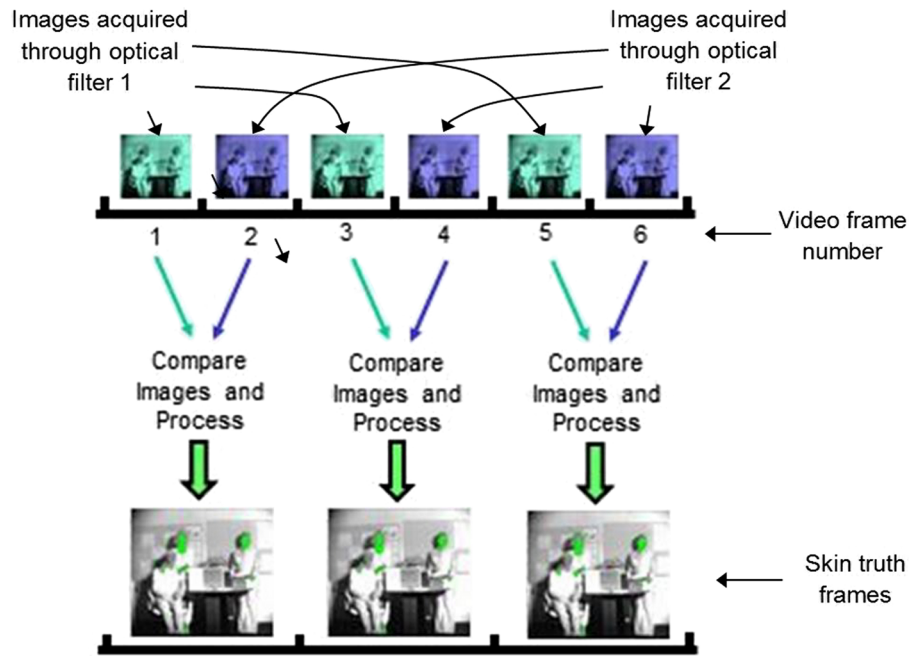 Images acquired
through optical
filter 1
Images acquired
through optical
filter 2
1 2 3 4 5 6
Video frame
number
Compare
Images and
Process
Compare
Images and
Process
Compare
Images and
Process
Skin truth
frames